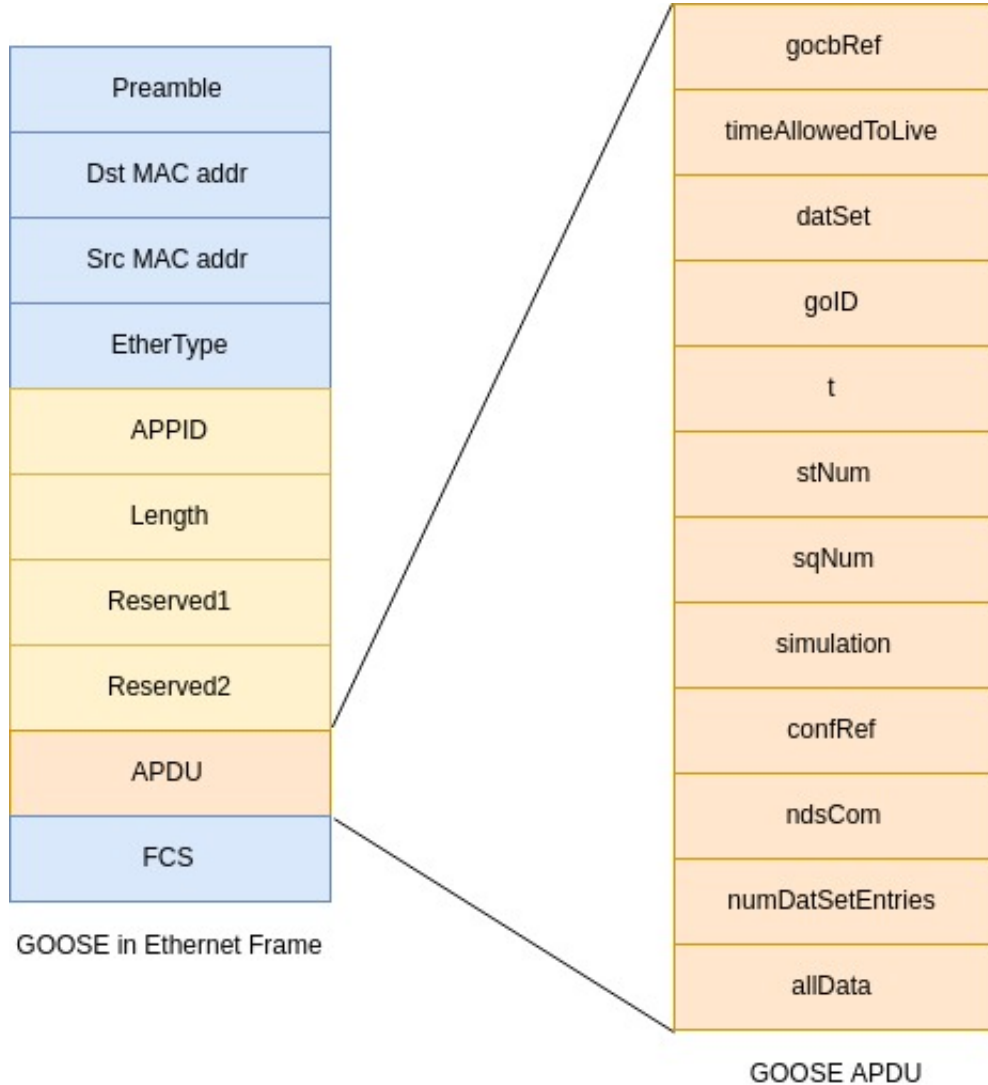 Preamble
Dst MAC addr
Src MAC addr
EtherType
APPID
Length
Reserved1
Reserved2
APDU
FCS
GOOSE in Ethernet Frame
gocbRef
timeAllowedToLive
datSet
goID
t
stNum
sqNum
simulation
confRef
ndsCom
numDatSetEntries
allData
GOOSE APDU